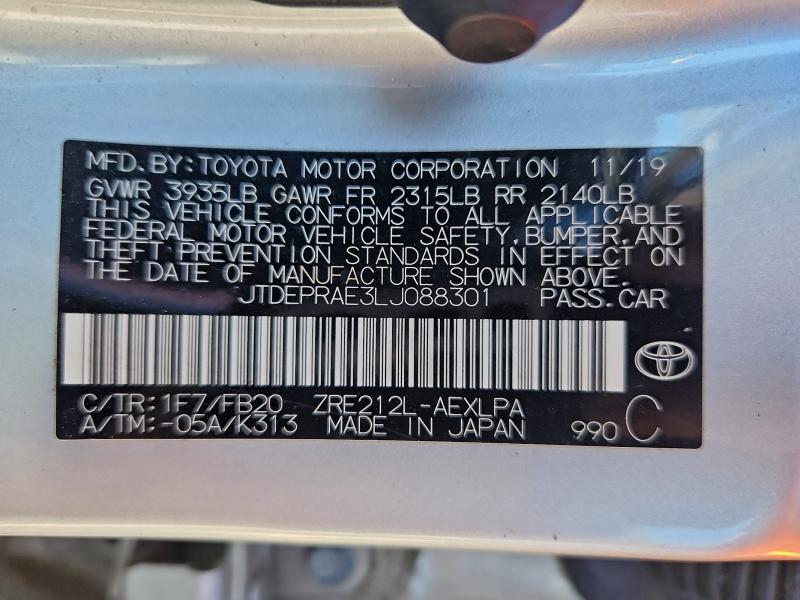 MFD. BY: TOYOTA MOTOR CORPORATION 11/19
GVWR 3935LB GAWR FR 2315LB RR 2140LB
THIS VEHICLE CONFORMS TO ALL APPLICABLE
FEDERAL MOTOR VEHICLE SAFETY, BUMPER, AND
THEFT PREVENTION STANDARDS IN EFFECT ON
THE DATE OF MANUFACTURE SHOWN ABOVE.
JTDEPRAE3LJ088301 PASS. CAR
C/TR: 1F7/FB20 ZRE212L-AEXLPA
A/TM: -05A/K313 MADE IN JAPAN 990 C